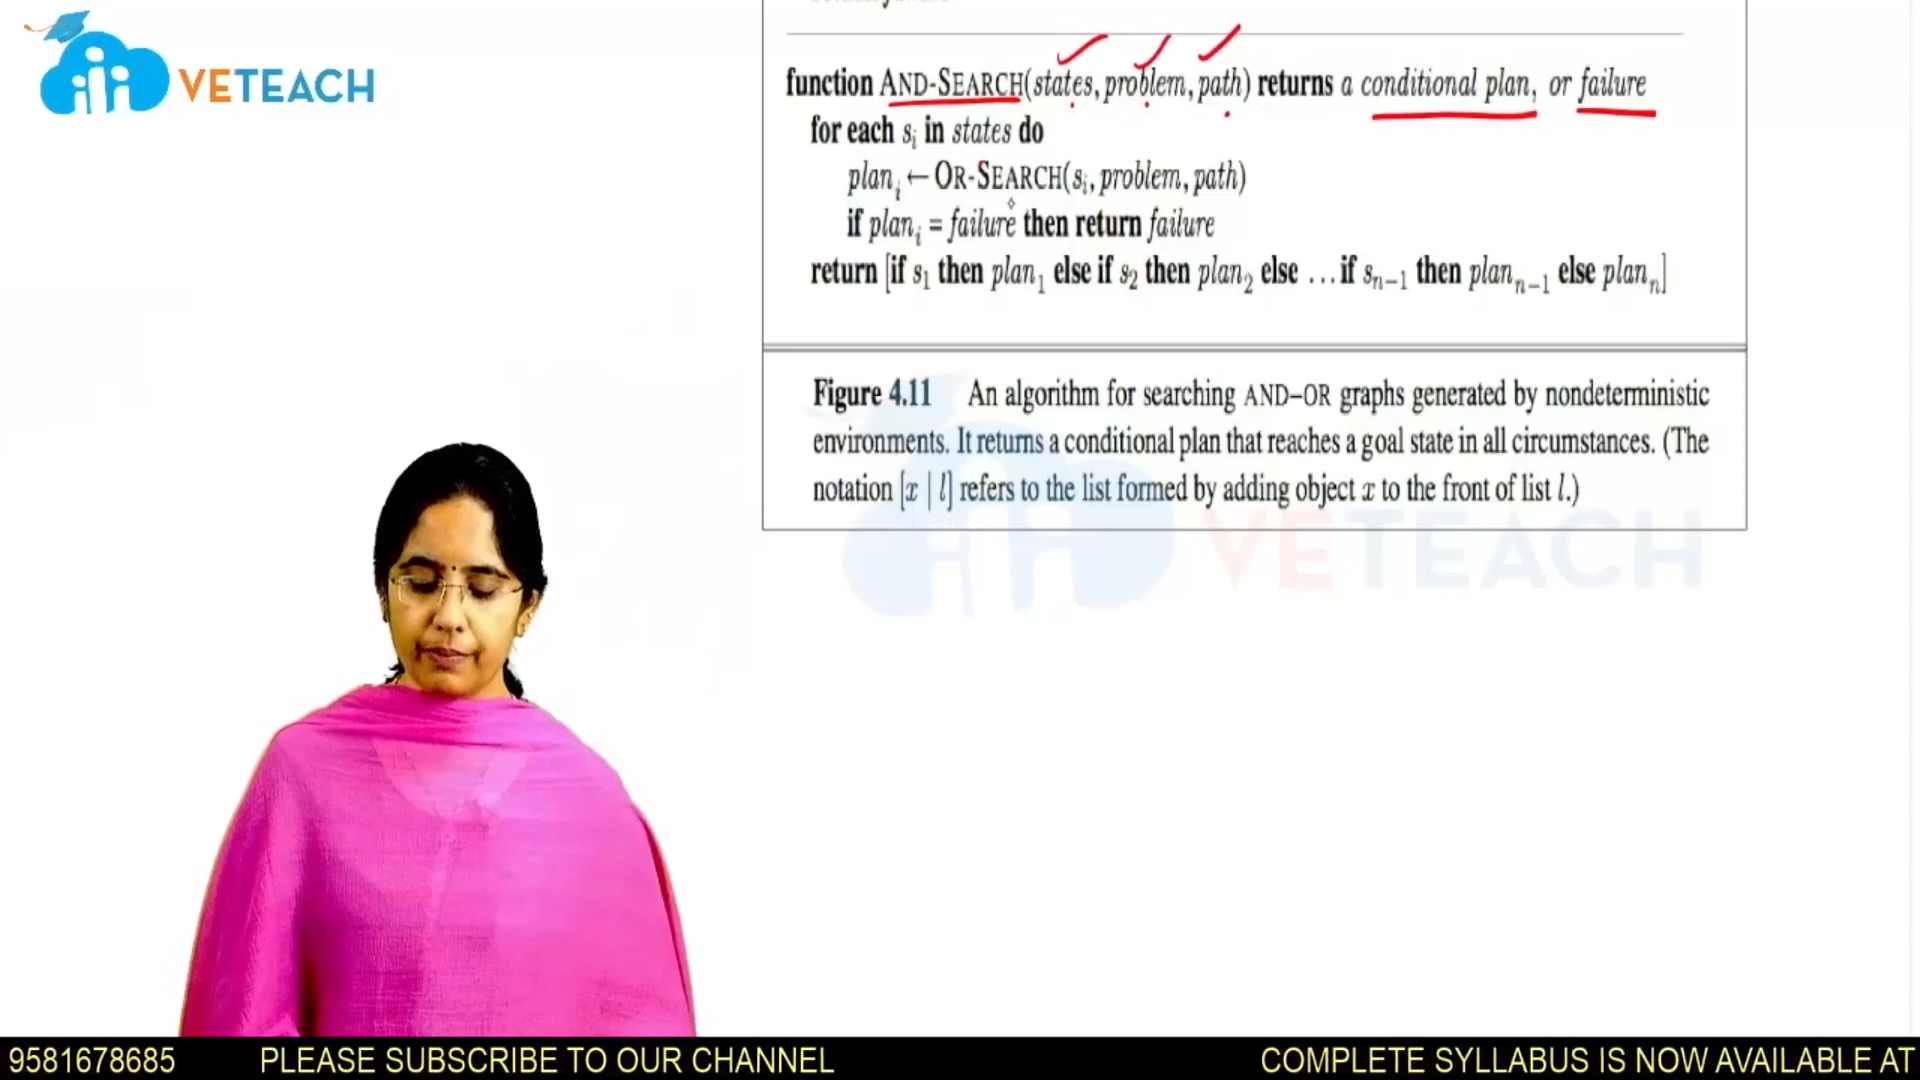 VETEACH
function AND-SEARCH(states, problem, path) returns a conditional plan, or failure
for each s_i in states do
plan_i ← OR-SEARCH(s_i, problem, path)
if plan_i = failure then return failure
return [if s_1 then plan_1 else if s_2 then plan_2 else ... if s_{n−1} then plan_{n−1} else plan_n]
Figure 4.11 An algorithm for searching AND–OR graphs generated by nondeterministic
environments. It returns a conditional plan that reaches a goal state in all circumstances. (The
notation [x | l] refers to the list formed by adding object x to the front of list l.)
VETEACH
9581678685 PLEASE SUBSCRIBE TO OUR CHANNEL COMPLETE SYLLABUS IS NOW AVAILABLE AT